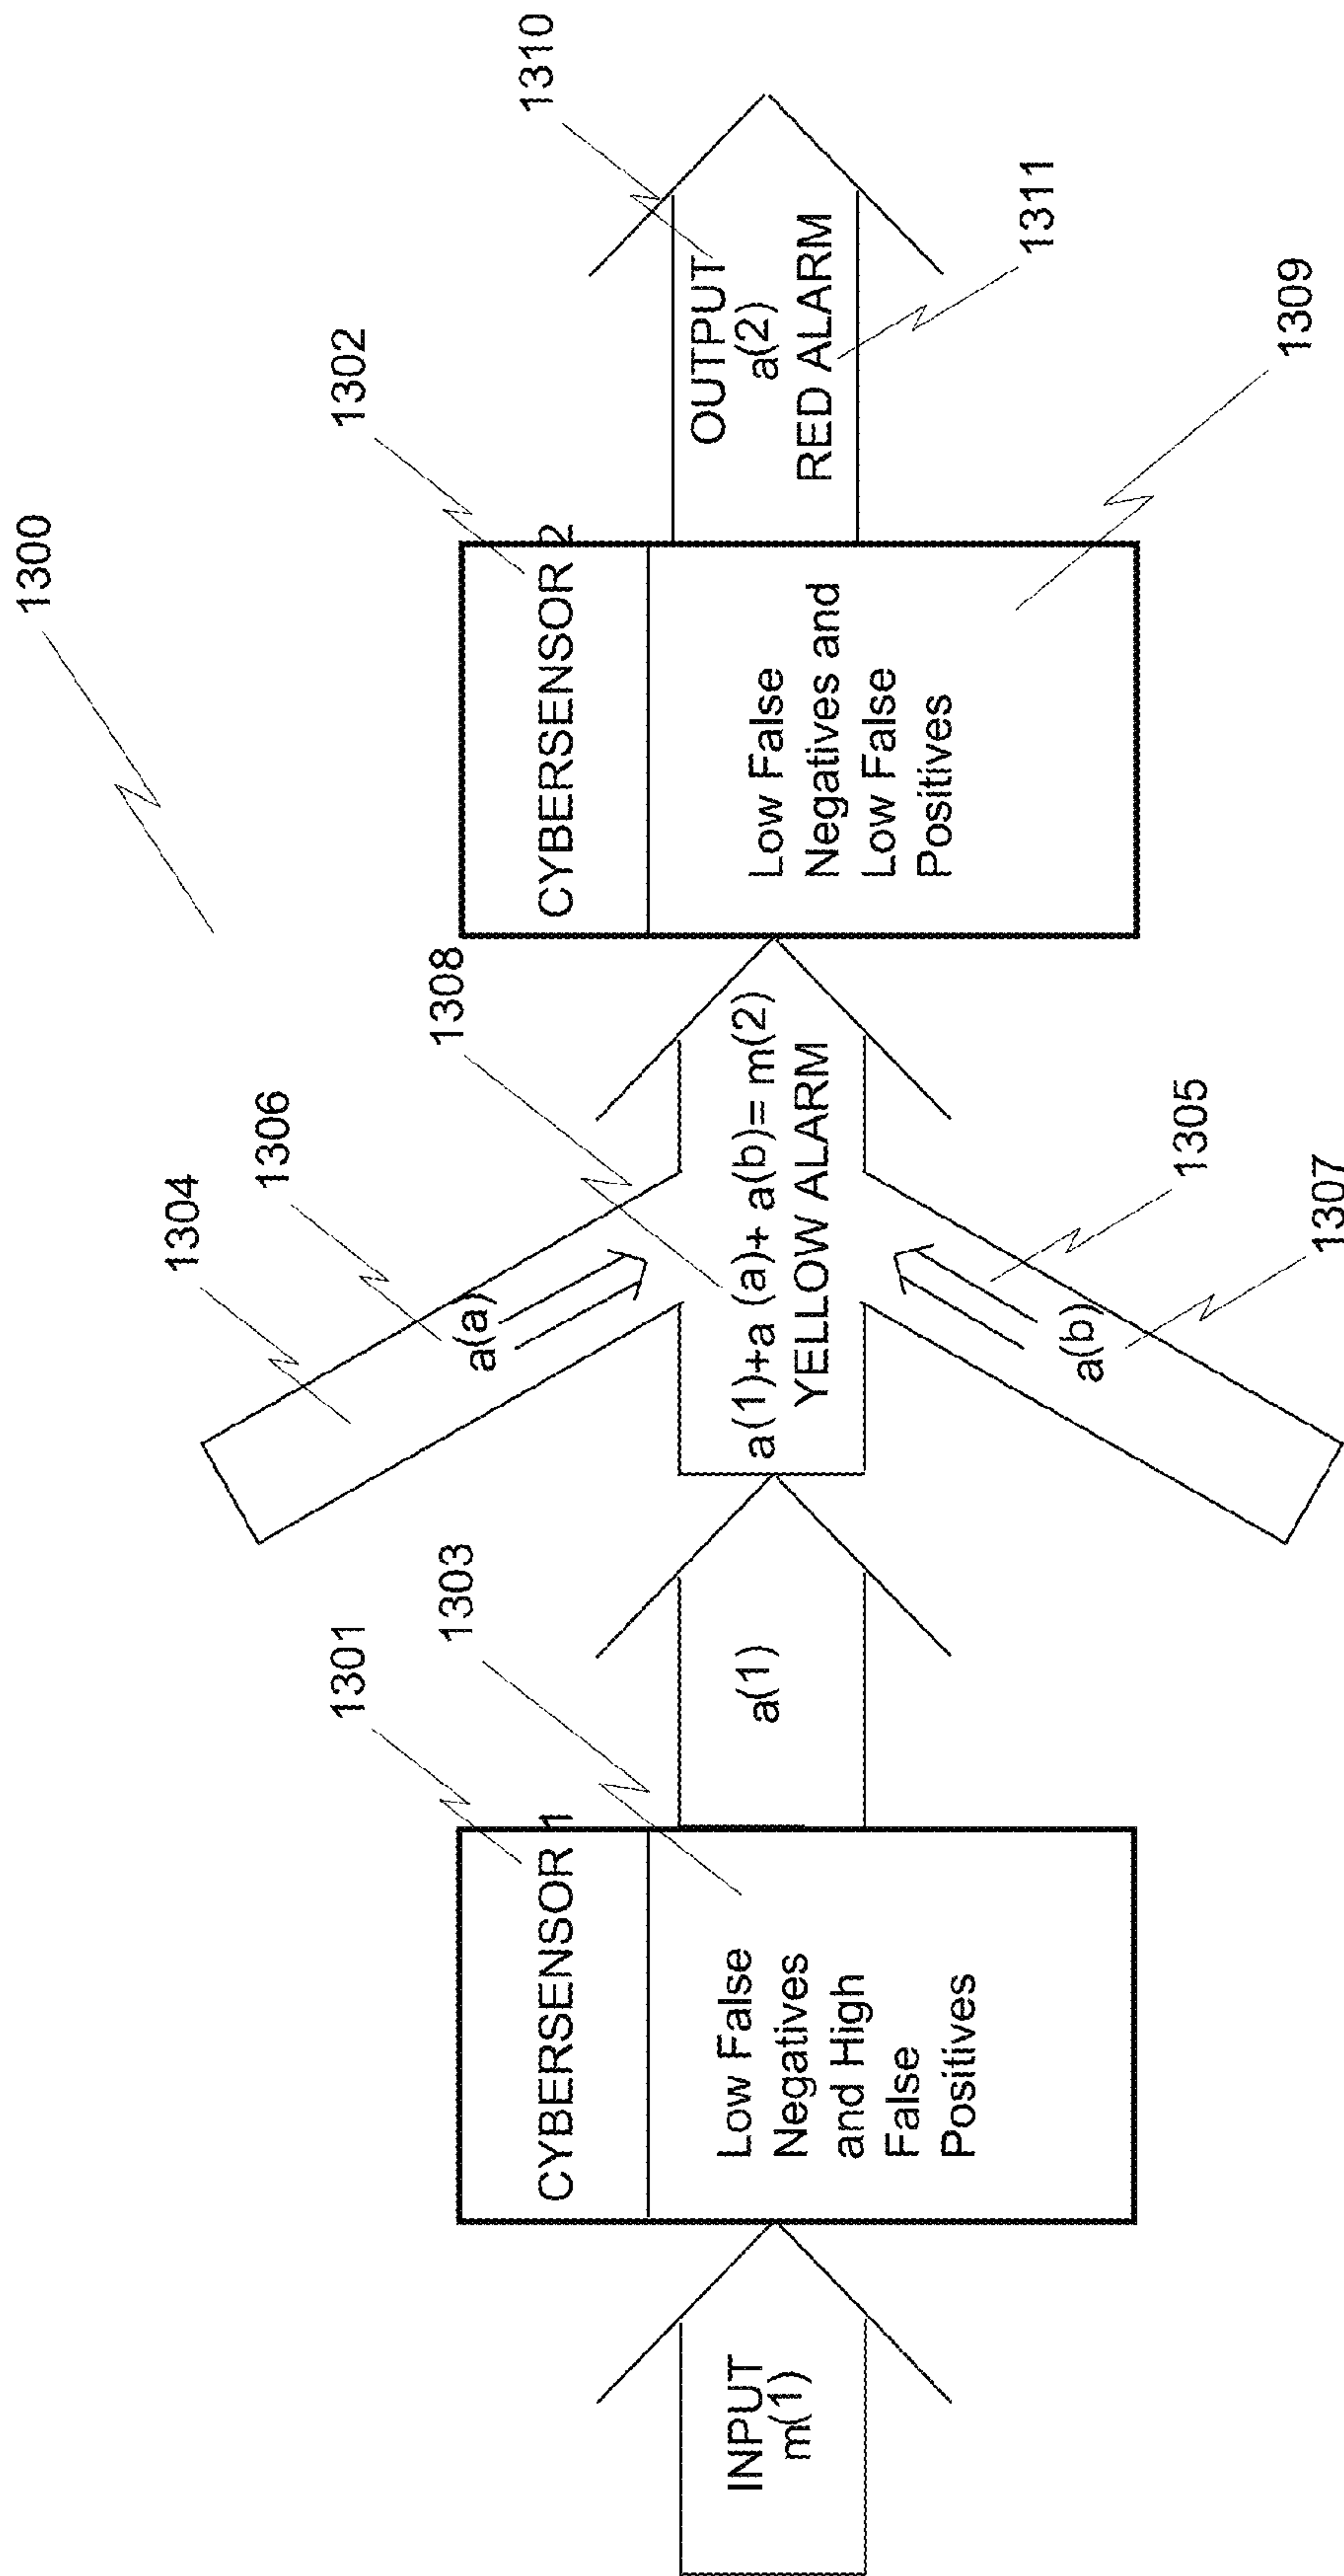 1300
INPUT
m(1)
1301
CYBERSENSOR 1
1303
Low False
Negatives
and High
False
Positives
a(1)
1304
1306
a(a)
1308
a(1)+a (a)+ a(b)= m(2)
YELLOW ALARM
1305
a(b)
1307
1302
CYBERSENSOR 2
Low False
Negatives and
Low False
Positives
1309
1310
OUTPUT
a(2)
RED ALARM
1311